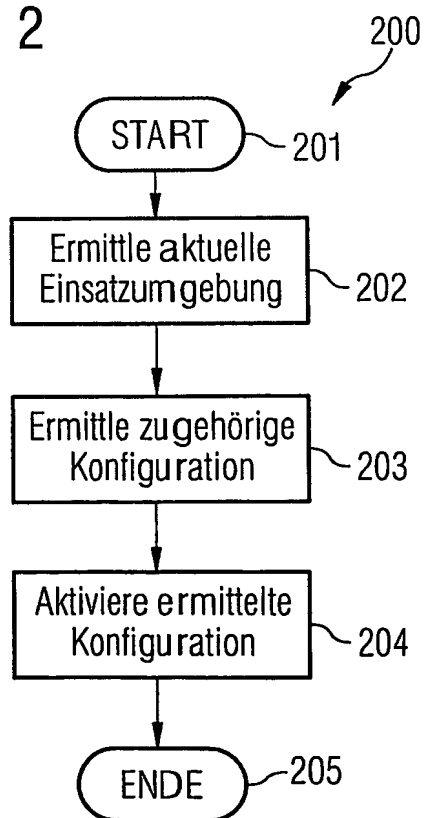 2
200
START
201
Ermittle aktuelle
Einsatzumgebung
202
Ermittle zugehörige
Konfiguration
203
Aktiviere ermittelte
Konfiguration
204
ENDE
205